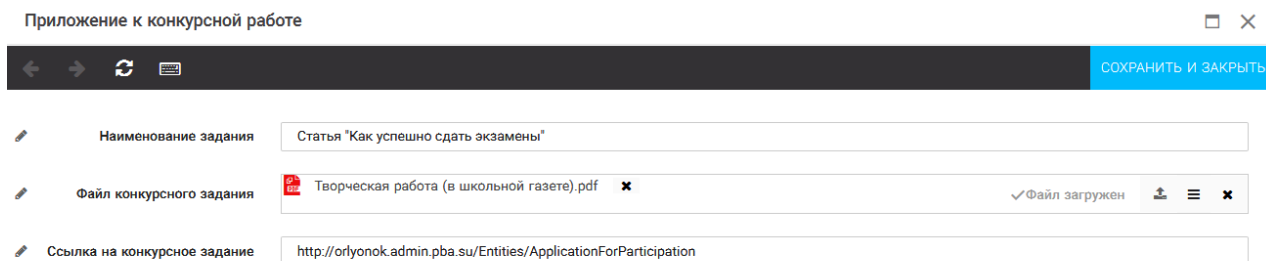 Приложение к конкурсной работе
СОХРАНИТЬ И ЗАКРЫТЬ
Наименование задания Статья "Как успешно сдать экзамены"
Файл конкурсного задания Творческая работа (в школьной газете).pdf Файл загружен
Ссылка на конкурсное задание http://orlyonok.admin.pba.su/Entities/ApplicationForParticipation